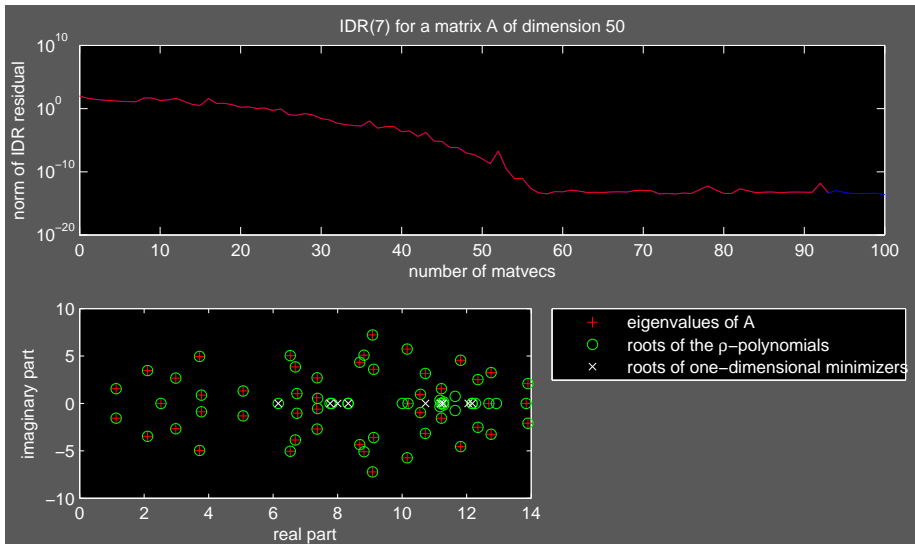 IDR(7) for a matrix A of dimension 50
10^10
10^0
10^-10
10^-20
norm of IDR residual
0 10 20 30 40 50 60 70 80 90 100
number of matvecs
10
5
0
-5
-10
imaginary part
0 2 4 6 8 10 12 14
real part
eigenvalues of A
roots of the ρ-polynomials
roots of one-dimensional minimizers